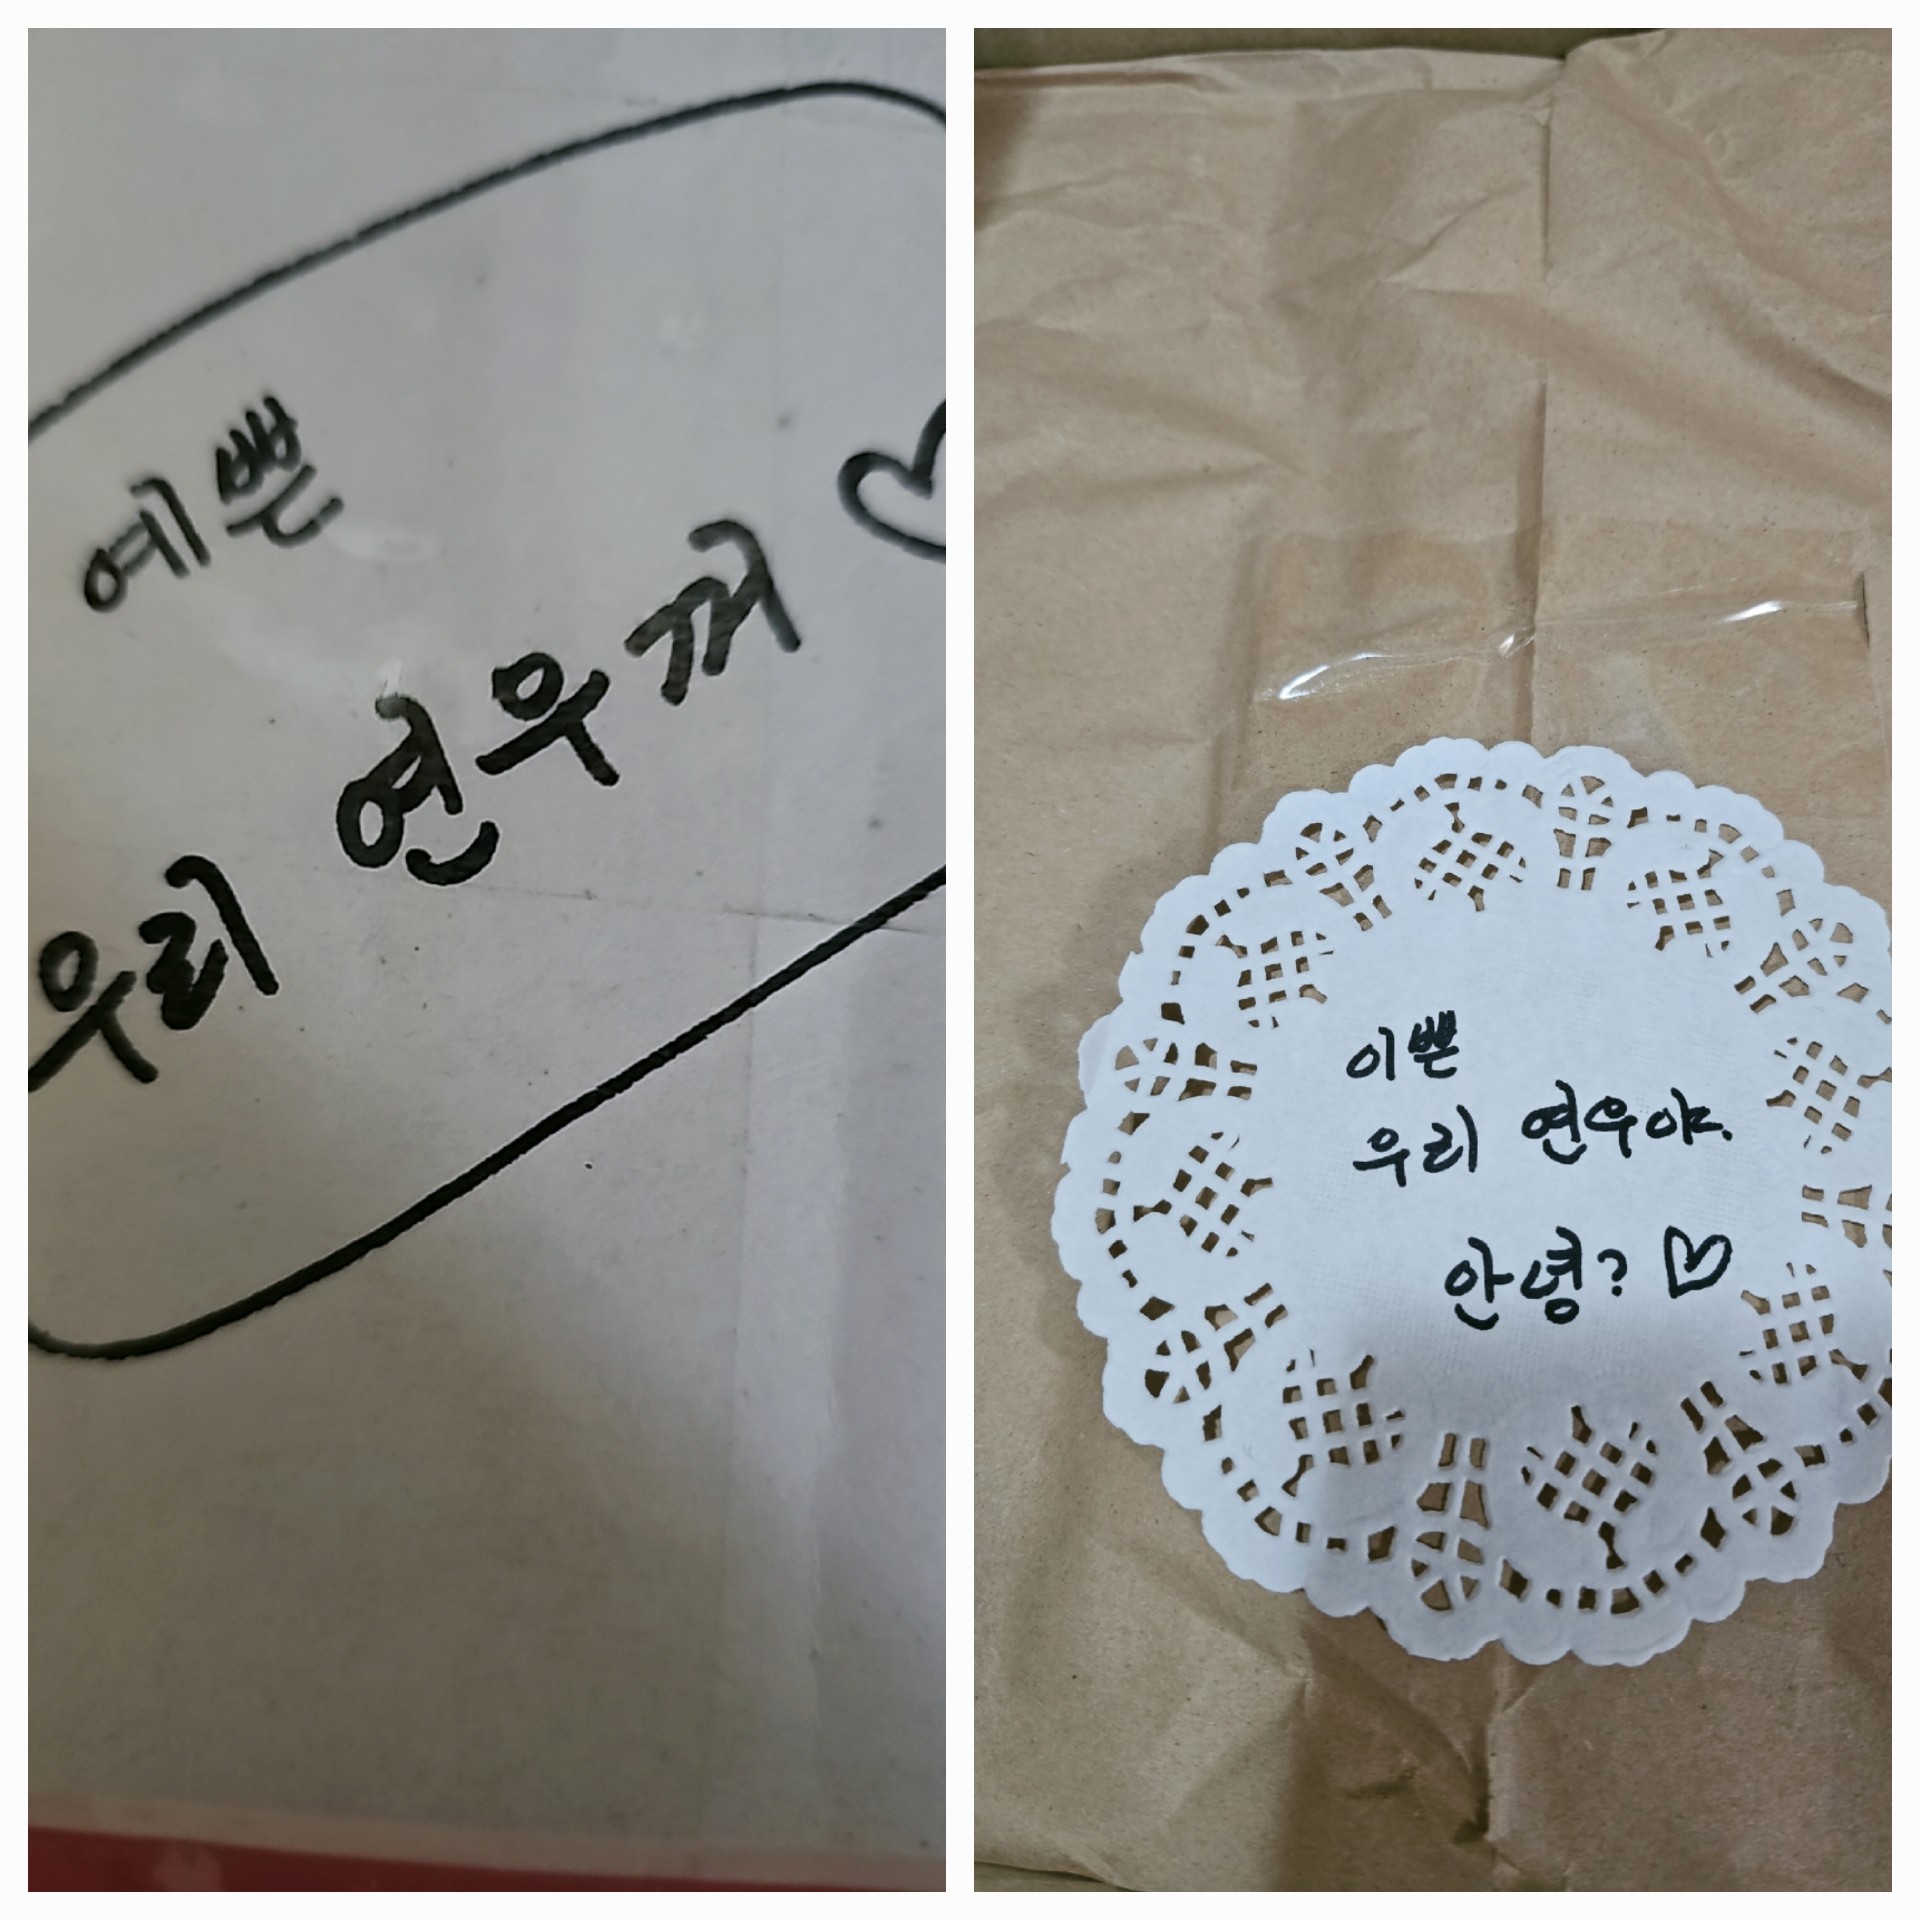 예쁜
우리 연우꺼 ♡
이쁜
우리 연우야.
안녕? ♡